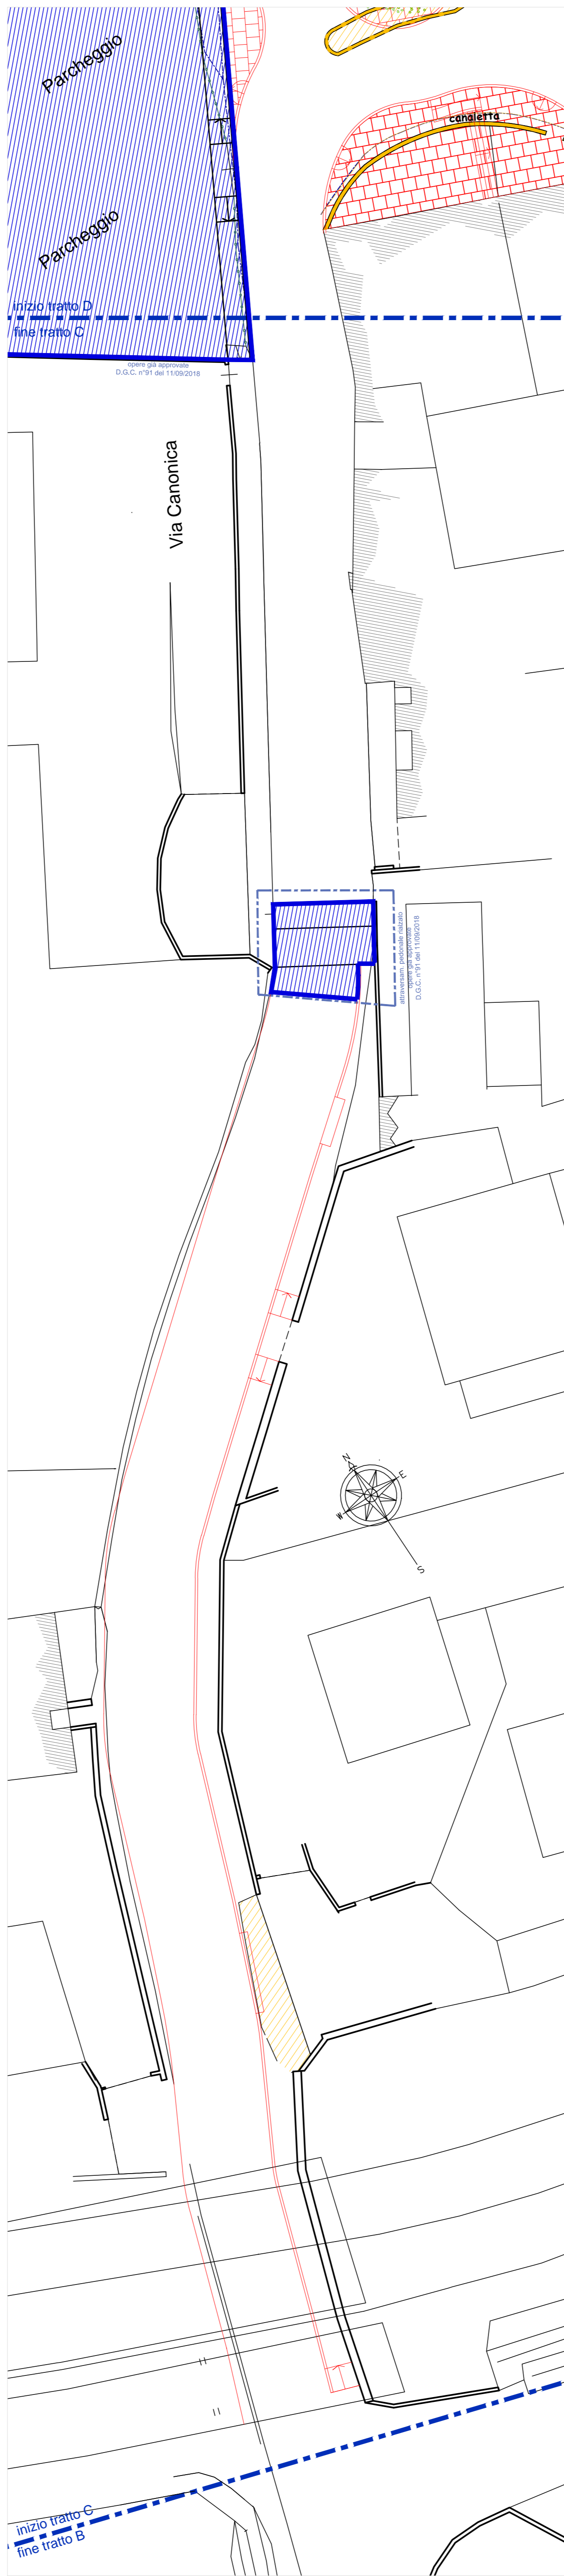 Parcheggio
canaletta
Parcheggio
inizio tratto D
fine tratto C
opere già approvate
D.G.C. n°91 del 11/09/2018
Via Canonica
attraversam. pedonale rialzato
opere già approvate
D.G.C. n°91 del 11/09/2018
N
E
W
S
inizio tratto C
fine tratto B